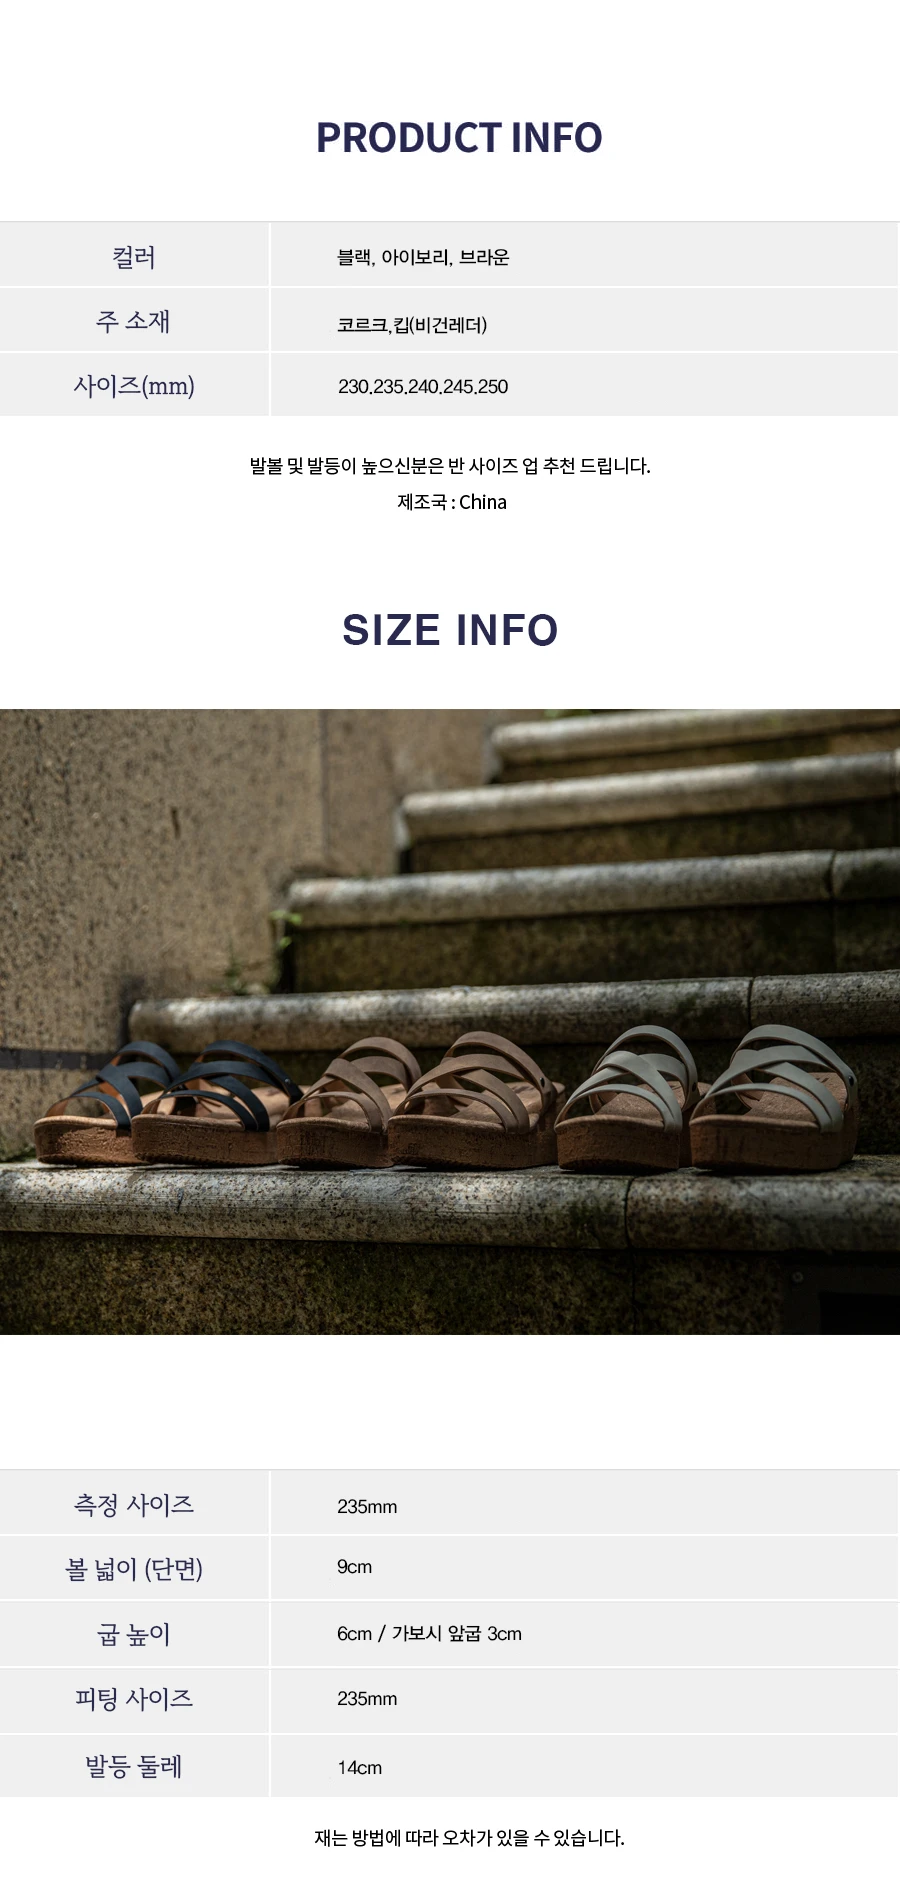 PRODUCT INFO
컬러
블랙, 아이보리, 브라운
주 소재
코르크,킵(비건레더)
사이즈(mm)
230.235.240.245.250
발볼 및 발등이 높으신분은 반 사이즈 업 추천 드립니다.
제조국 : China
SIZE INFO
측정 사이즈
235mm
볼 넓이 (단면)
9cm
굽 높이
6cm / 가보시 앞굽 3cm
피팅 사이즈
235mm
발등 둘레
14cm
재는 방법에 따라 오차가 있을 수 있습니다.